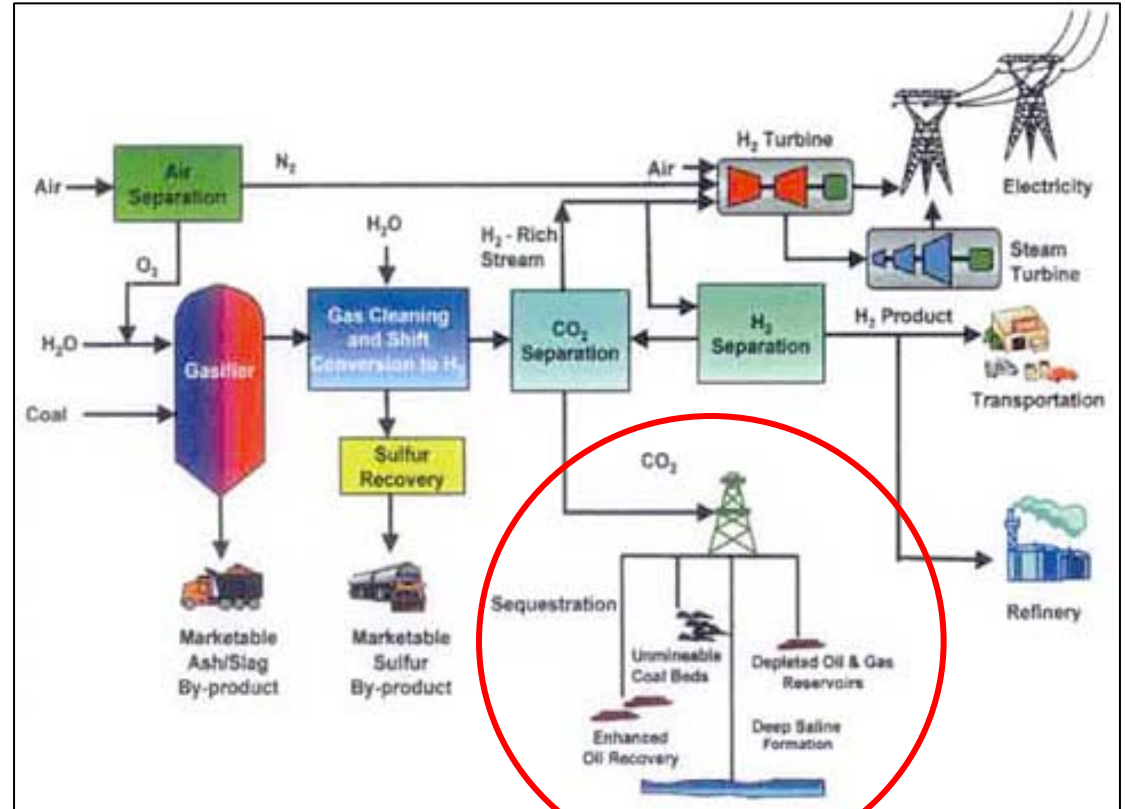 H₂ Turbine
Air
Separation
N₂
Air
Air
Electricity
H₂O
H₂ - Rich
Stream
Steam
Turbine
O₂
H₂O
Gasifier
Gas Cleaning
and Shift
Conversion to H₂
CO₂
Separation
H₂
Separation
H₂ Product
Transportation
Coal
Sulfur
Recovery
CO₂
Sequestration
Marketable
Ash/Slag
By-product
Marketable
Sulfur
By-product
Unmineable
Coal Beds
Depleted Oil & Gas
Reservoirs
Refinery
Enhanced
Oil Recovery
Deep Saline
Formation